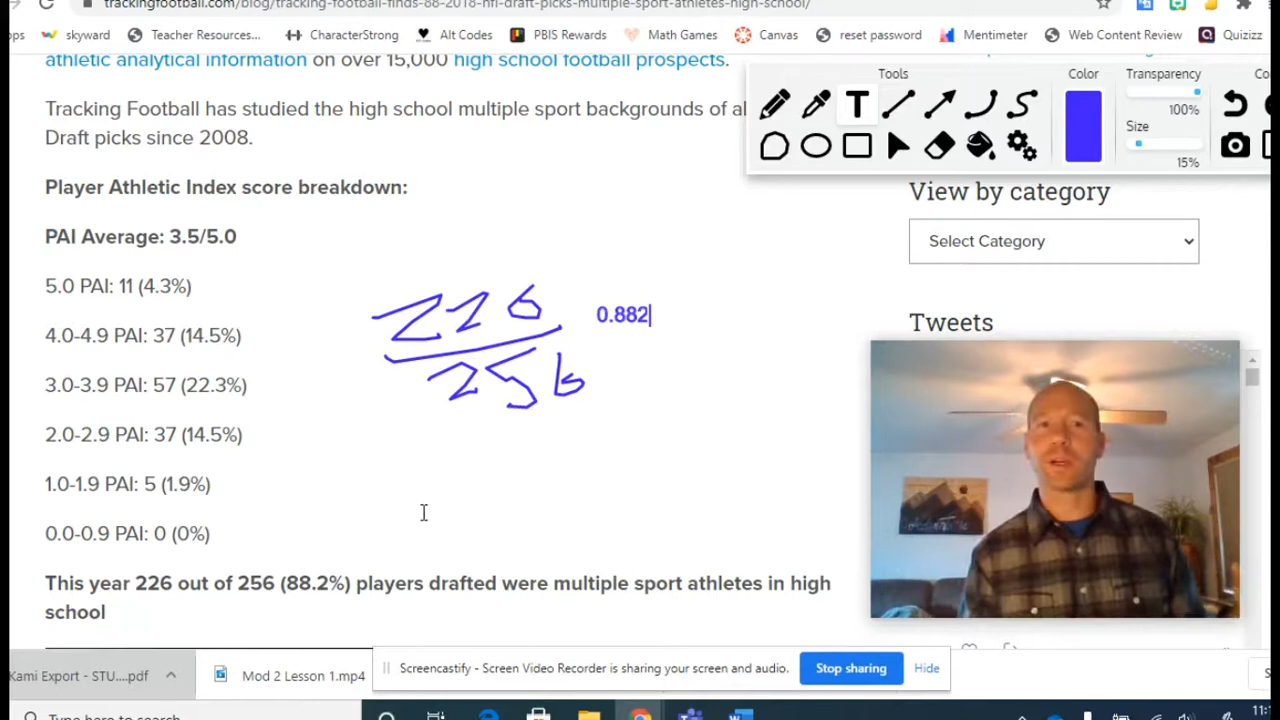 trackingfootball.com/blog/tracking-football-finds-88-2018-nfl-draft-picks-multiple-sport-athletes-high-school/
skyward Teacher Resources... CharacterStrong Alt Codes PBIS Rewards Math Games Canvas reset password Mentimeter Web Content Review Quizizz
athletic analytical information on over 15,000 high school football prospects.
Tracking Football has studied the high school multiple sport backgrounds of
Draft picks since 2008.
Tools
Color
Transparency
100%
Size
15%
Player Athletic Index score breakdown:
PAI Average: 3.5/5.0
5.0 PAI: 11 (4.3%)
4.0-4.9 PAI: 37 (14.5%)
3.0-3.9 PAI: 57 (22.3%)
2.0-2.9 PAI: 37 (14.5%)
1.0-1.9 PAI: 5 (1.9%)
0.0-0.9 PAI: 0 (0%)
226
256
0.882
This year 226 out of 256 (88.2%) players drafted were multiple sport athletes in high
school
View by category
Select Category
Tweets
Kami Export - STU....pdf
Mod 2 Lesson 1.mp4
Screencastify - Screen Video Recorder is sharing your screen and audio.
Stop sharing
Hide
Type here to search